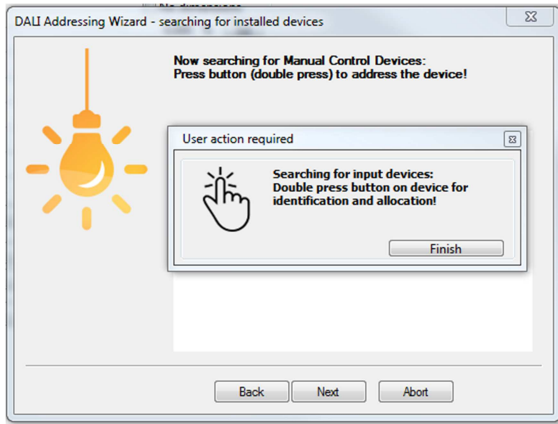 No dimensions
DALI Addressing Wizard - searching for installed devices
Now searching for Manual Control Devices:
Press button (double press) to address the device!
User action required
Searching for input devices:
Double press button on device for
identification and allocation!
Finish
Back
Next
Abort